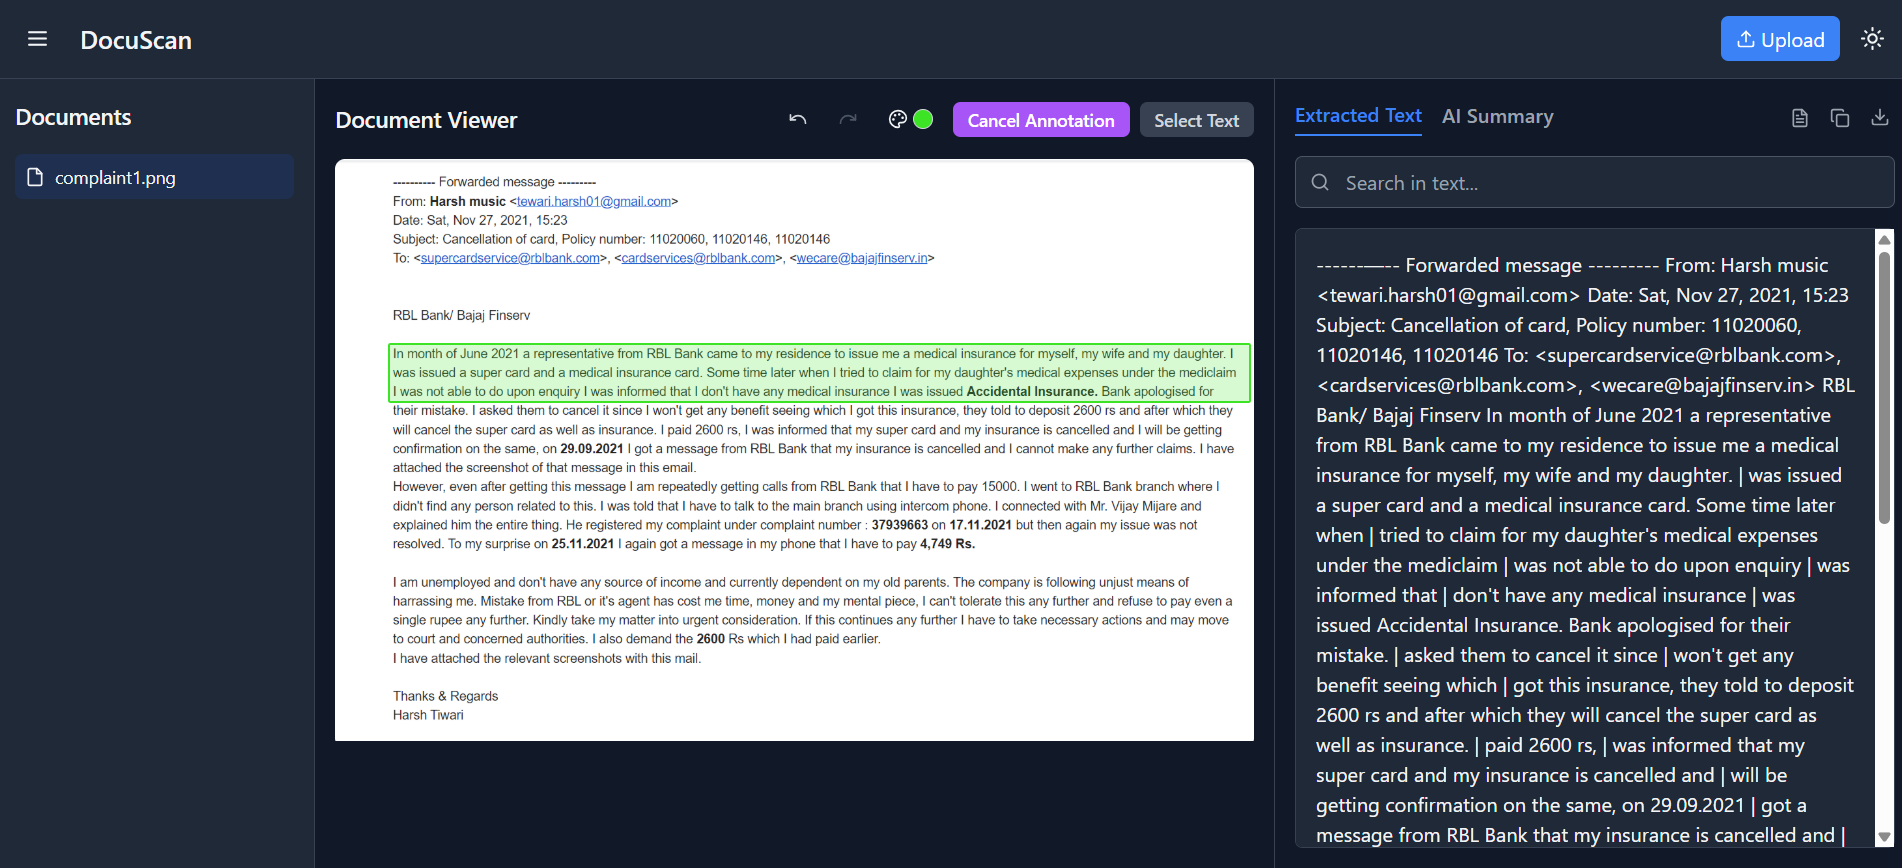 DocuScan
Upload
Documents
complaint1.png
Document Viewer
Cancel Annotation
Select Text
---------- Forwarded message ---------
From: Harsh music <tewari.harsh01@gmail.com>
Date: Sat, Nov 27, 2021, 15:23
Subject: Cancellation of card, Policy number: 11020060, 11020146, 11020146
To: <supercardservice@rblbank.com>, <cardservices@rblbank.com>, <wecare@bajajfinserv.in>
RBL Bank/ Bajaj Finserv
In month of June 2021 a representative from RBL Bank came to my residence to issue me a medical insurance for myself, my wife and my daughter. I
was issued a super card and a medical insurance card. Some time later when I tried to claim for my daughter's medical expenses under the mediclaim
I was not able to do upon enquiry I was informed that I don't have any medical insurance I was issued Accidental Insurance. Bank apologised for
their mistake. I asked them to cancel it since I won't get any benefit seeing which I got this insurance, they told to deposit 2600 rs and after which they
will cancel the super card as well as insurance. I paid 2600 rs, I was informed that my super card and my insurance is cancelled and I will be getting
confirmation on the same, on 29.09.2021 I got a message from RBL Bank that my insurance is cancelled and I cannot make any further claims. I have
attached the screenshot of that message in this email.
However, even after getting this message I am repeatedly getting calls from RBL Bank that I have to pay 15000. I went to RBL Bank branch where I
didn't find any person related to this. I was told that I have to talk to the main branch using intercom phone. I connected with Mr. Vijay Mijare and
explained him the entire thing. He registered my complaint under complaint number : 37939663 on 17.11.2021 but then again my issue was not
resolved. To my surprise on 25.11.2021 I again got a message in my phone that I have to pay 4,749 Rs.
I am unemployed and don't have any source of income and currently dependent on my old parents. The company is following unjust means of
harrassing me. Mistake from RBL or it's agent has cost me time, money and my mental piece, I can't tolerate this any further and refuse to pay even a
single rupee any further. Kindly take my matter into urgent consideration. If this continues any further I have to take necessary actions and may move
to court and concerned authorities. I also demand the 2600 Rs which I had paid earlier.
I have attached the relevant screenshots with this mail.
Thanks & Regards
Harsh Tiwari
Extracted Text
AI Summary
Search in text...
------—-- Forwarded message --------- From: Harsh music
<tewari.harsh01@gmail.com> Date: Sat, Nov 27, 2021, 15:23
Subject: Cancellation of card, Policy number: 11020060,
11020146, 11020146 To: <supercardservice@rblbank.com>,
<cardservices@rblbank.com>, <wecare@bajajfinserv.in> RBL
Bank/ Bajaj Finserv In month of June 2021 a representative
from RBL Bank came to my residence to issue me a medical
insurance for myself, my wife and my daughter. | was issued
a super card and a medical insurance card. Some time later
when | tried to claim for my daughter's medical expenses
under the mediclaim | was not able to do upon enquiry | was
informed that | don't have any medical insurance | was
issued Accidental Insurance. Bank apologised for their
mistake. | asked them to cancel it since | won't get any
benefit seeing which | got this insurance, they told to deposit
2600 rs and after which they will cancel the super card as
well as insurance. | paid 2600 rs, | was informed that my
super card and my insurance is cancelled and | will be
getting confirmation on the same, on 29.09.2021 | got a
message from RBL Bank that my insurance is cancelled and |